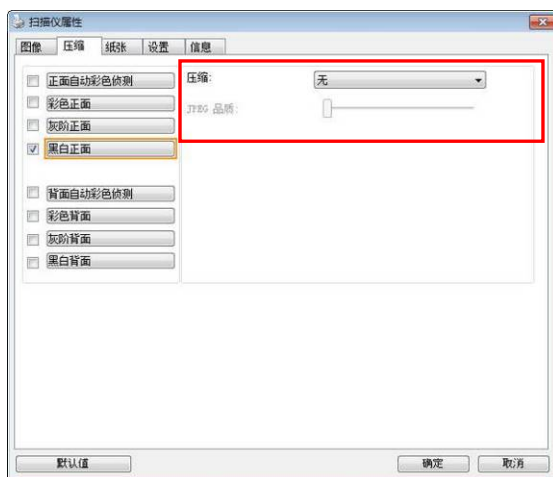 扫描仪属性
图像 压缩 纸张 设置 信息
正面自动彩色侦测
彩色正面
灰阶正面
黑白正面
背面自动彩色侦测
彩色背面
灰阶背面
黑白背面
压缩: 无
JPEG 品质:
默认值 确定 取消